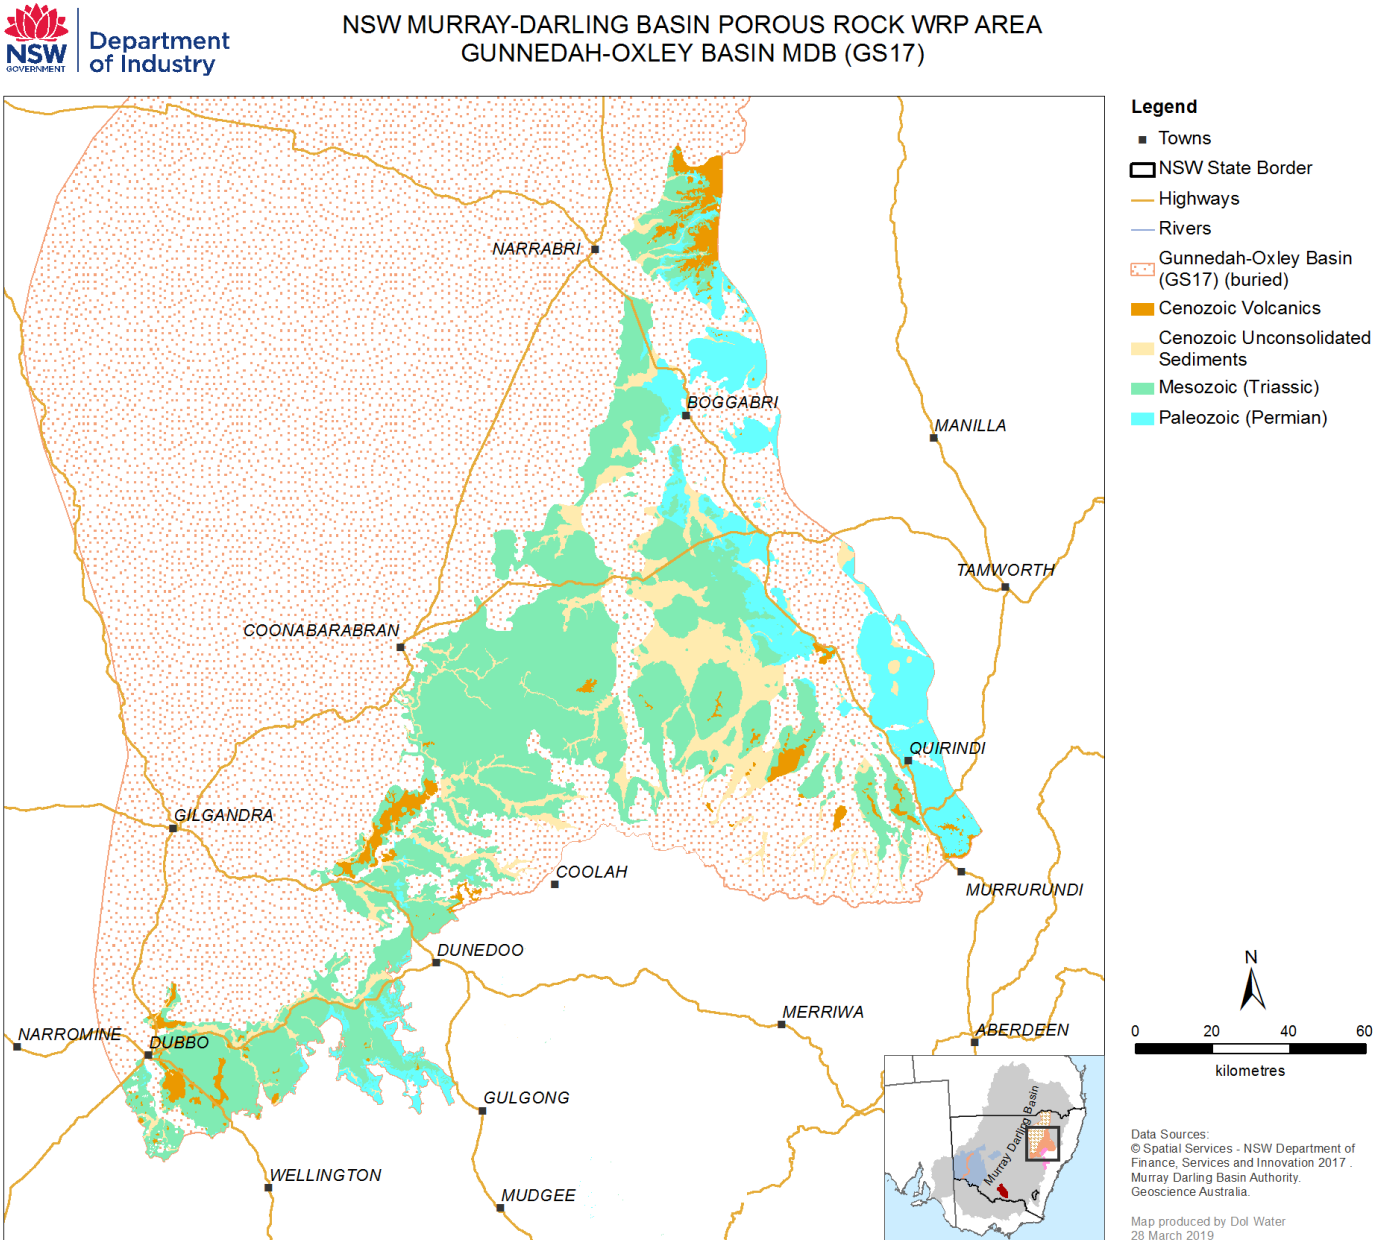 NSW
GOVERNMENT
Department
of Industry
NSW MURRAY-DARLING BASIN POROUS ROCK WRP AREA
GUNNEDAH-OXLEY BASIN MDB (GS17)
Legend
Towns
NSW State Border
Highways
Rivers
Gunnedah-Oxley Basin
(GS17) (buried)
Cenozoic Volcanics
Cenozoic Unconsolidated
Sediments
Mesozoic (Triassic)
Paleozoic (Permian)
NARRABRI
BOGGABRI
MANILLA
TAMWORTH
COONABARABRAN
QUIRINDI
GILGANDRA
COOLAH
MURRURUNDI
DUNEDOO
MERRIWA
NARROMINE
DUBBO
ABERDEEN
GULGONG
WELLINGTON
MUDGEE
Murray Darling Basin
N
0 20 40 60
kilometres
Data Sources:
© Spatial Services - NSW Department of
Finance, Services and Innovation 2017 .
Murray Darling Basin Authority.
Geoscience Australia.
Map produced by DoI Water
28 March 2019